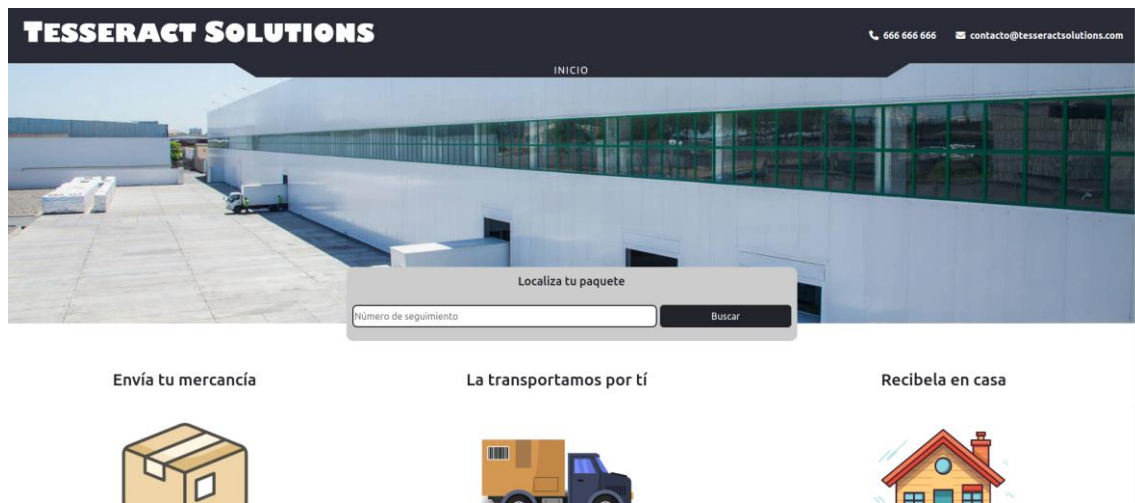 TESSERACT SOLUTIONS
666 666 666 contacto@tesseractsolutions.com
INICIO
Localiza tu paquete
Número de seguimiento Buscar
Envía tu mercancía La transportamos por tí Recibela en casa